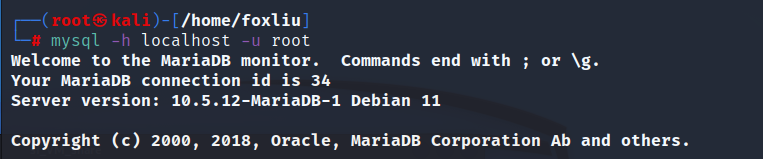 ┌──(root㉿kali)-[/home/foxliu]
└─# mysql -h localhost -u root
Welcome to the MariaDB monitor.  Commands end with ; or \g.
Your MariaDB connection id is 34
Server version: 10.5.12-MariaDB-1 Debian 11
Copyright (c) 2000, 2018, Oracle, MariaDB Corporation Ab and others.